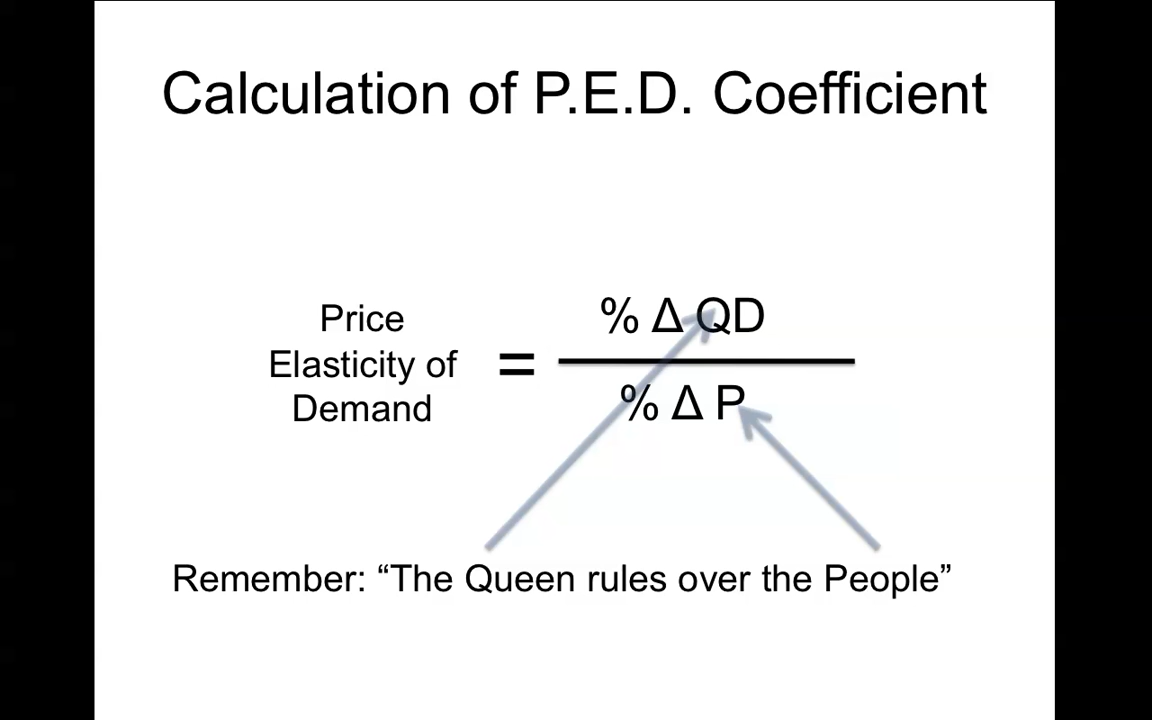 Calculation of P.E.D. Coefficient
Price
Elasticity of
Demand
=
% Δ QD
% Δ P
Remember: “The Queen rules over the People”